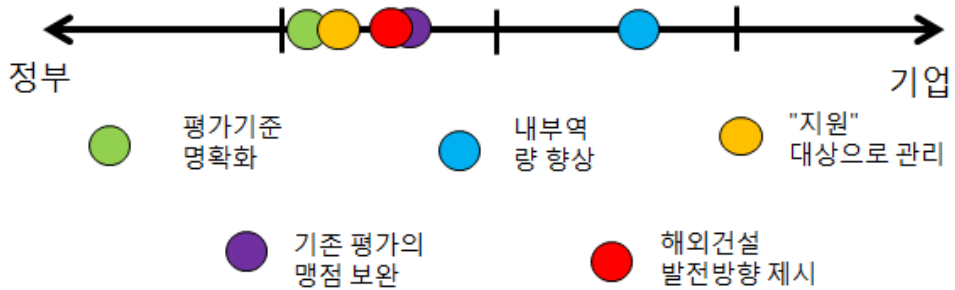 정부
기업
평가기준
명확화
내부역
량 향상
"지원"
대상으로 관리
기존 평가의
맹점 보완
해외건설
발전방향 제시